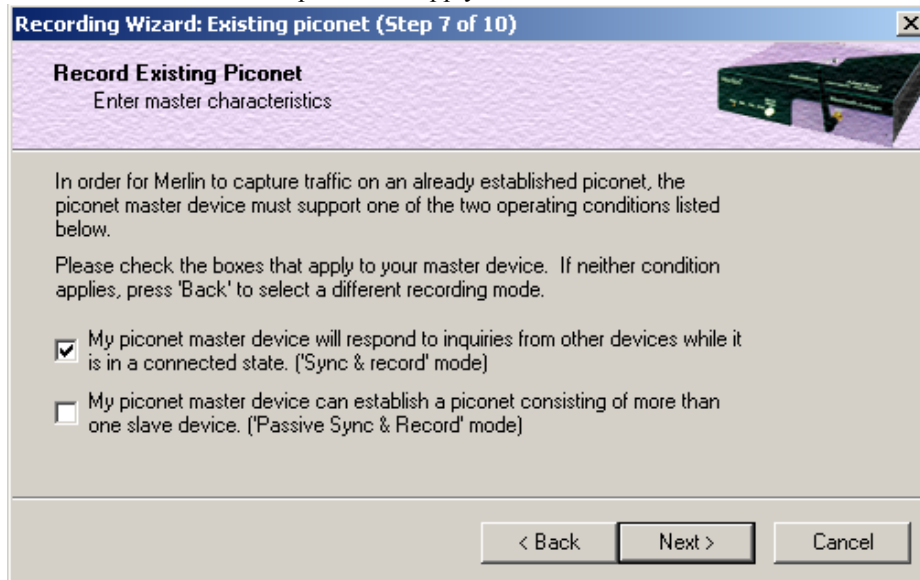 Recording Wizard: Existing piconet (Step 7 of 10)
Record Existing Piconet
Enter master characteristics
In order for Merlin to capture traffic on an already established piconet, the
piconet master device must support one of the two operating conditions listed
below.
Please check the boxes that apply to your master device.  If neither condition
applies, press 'Back' to select a different recording mode.
My piconet master device will respond to inquiries from other devices while it
is in a connected state. ('Sync & record' mode)
My piconet master device can establish a piconet consisting of more than
one slave device. ('Passive Sync & Record' mode)
< Back
Next >
Cancel